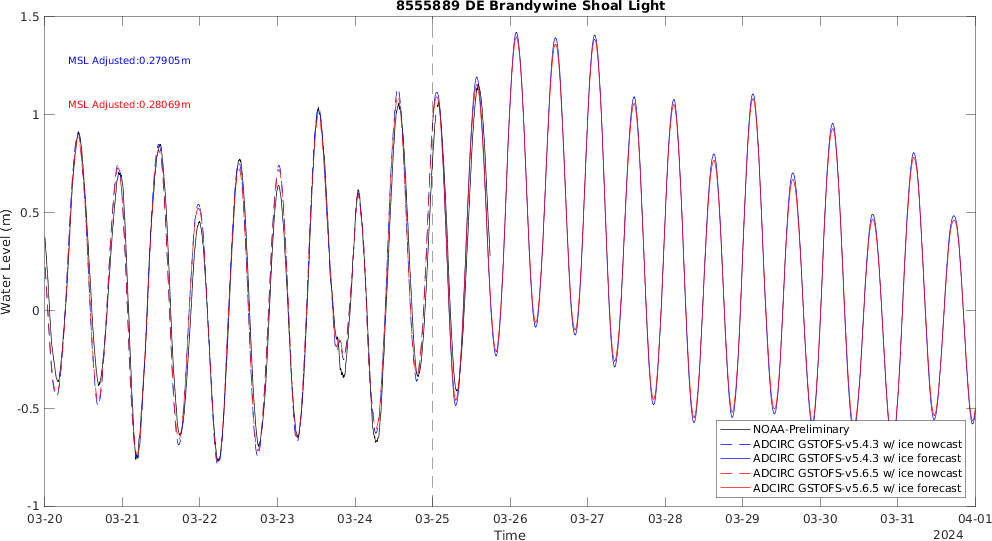 8555889 DE Brandywine Shoal Light
MSL Adjusted:0.27905m
MSL Adjusted:0.28069m
Water Level (m)
1.5
1
0.5
0
-0.5
-1
NOAA-Preliminary
ADCIRC GSTOFS-v5.4.3 w/ ice nowcast
ADCIRC GSTOFS-v5.4.3 w/ ice forecast
ADCIRC GSTOFS-v5.6.5 w/ ice nowcast
ADCIRC GSTOFS-v5.6.5 w/ ice forecast
03-20 03-21 03-22 03-23 03-24 03-25 03-26 03-27 03-28 03-29 03-30 03-31 04-01
Time
2024